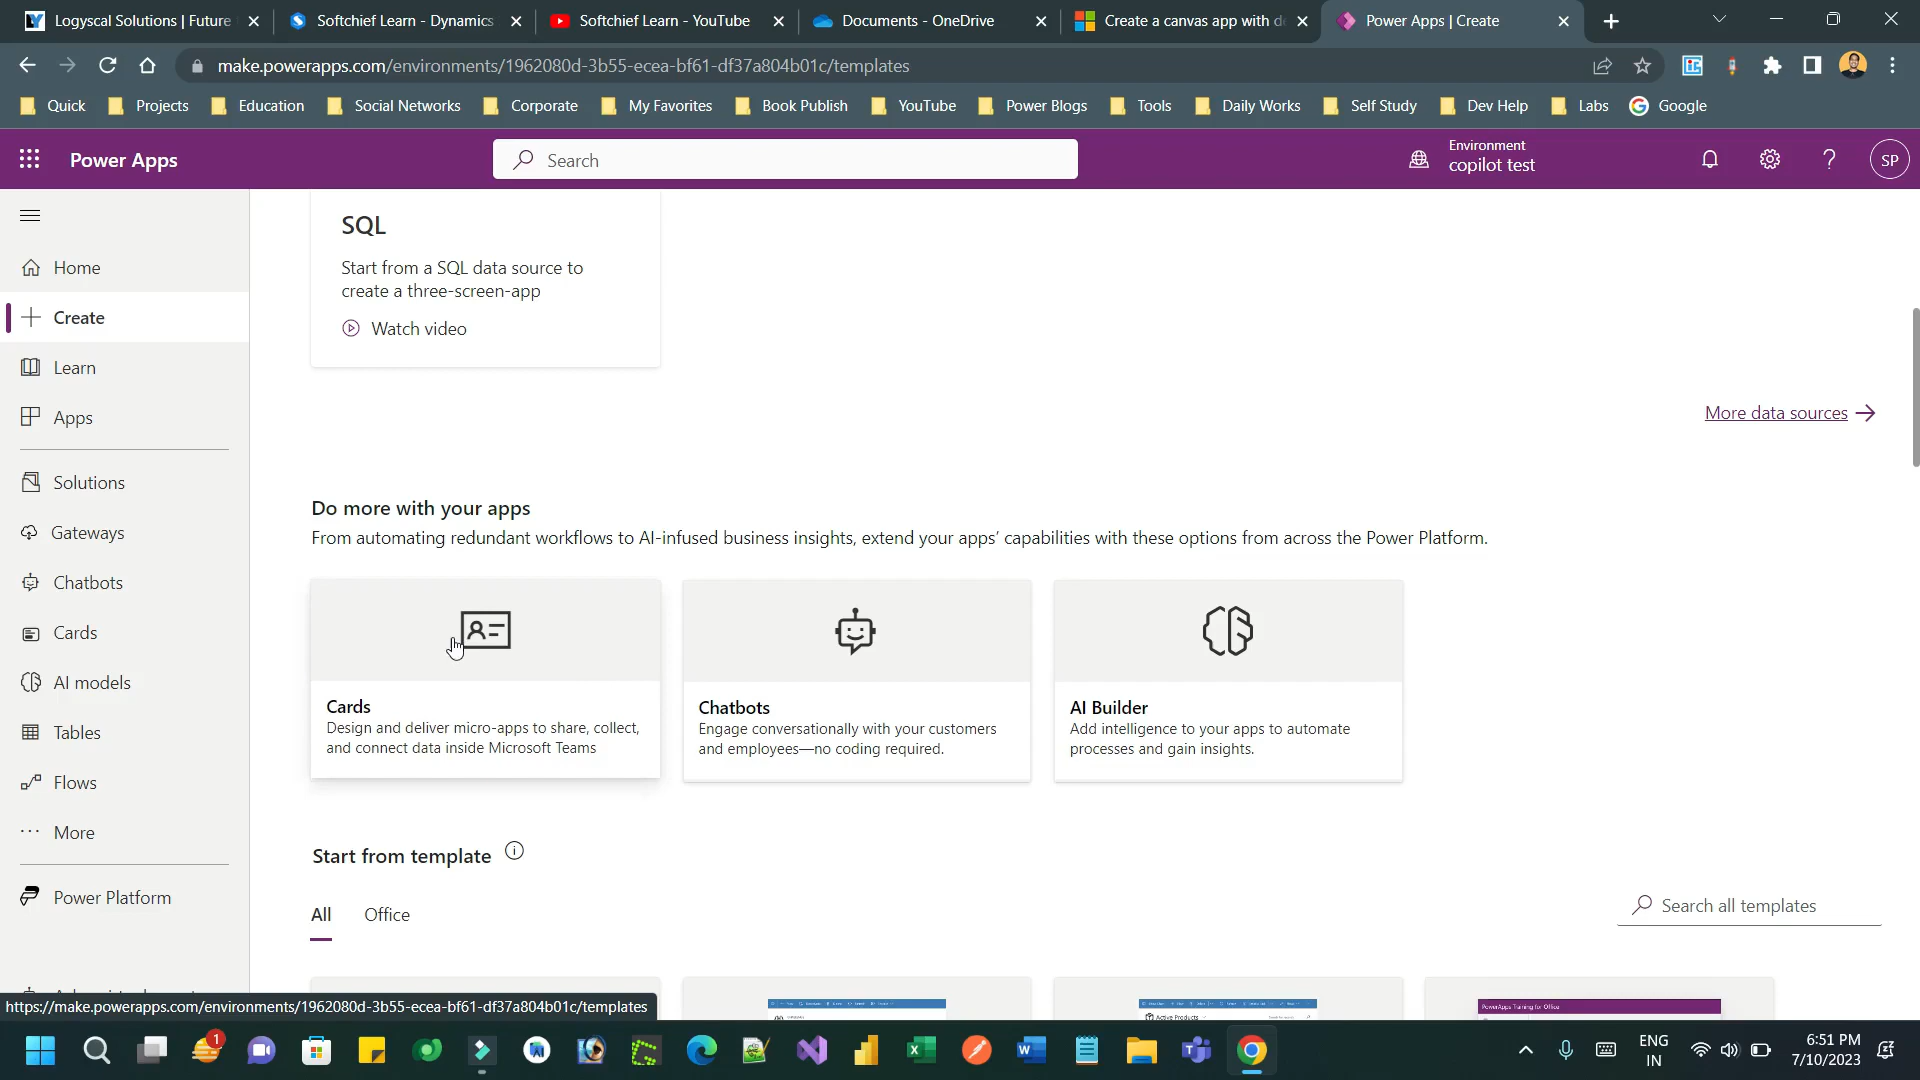 Logyscal Solutions | Future
Softchief Learn - Dynamics
Softchief Learn - YouTube
Documents - OneDrive
Create a canvas app with d
Power Apps | Create
make.powerapps.com/environments/1962080d-3b55-ecea-bf61-df37a804b01c/templates
Quick
Projects
Education
Social Networks
Corporate
My Favorites
Book Publish
YouTube
Power Blogs
Tools
Daily Works
Self Study
Dev Help
Labs
Google
Power Apps
Search
Environment
copilot test
SP
Home
Create
Learn
Apps
Solutions
Gateways
Chatbots
Cards
AI models
Tables
Flows
More
Power Platform
SQL
Start from a SQL data source to
create a three-screen-app
Watch video
More data sources
Do more with your apps
From automating redundant workflows to AI-infused business insights, extend your apps' capabilities with these options from across the Power Platform.
Cards
Design and deliver micro-apps to share, collect,
and connect data inside Microsoft Teams
Chatbots
Engage conversationally with your customers
and employees—no coding required.
AI Builder
Add intelligence to your apps to automate
processes and gain insights.
Start from template
All
Office
Search all templates
Active Products
PowerApps Training for Office
https://make.powerapps.com/environments/1962080d-3b55-ecea-bf61-df37a804b01c/templates
1
ENG
IN
6:51 PM
7/10/2023